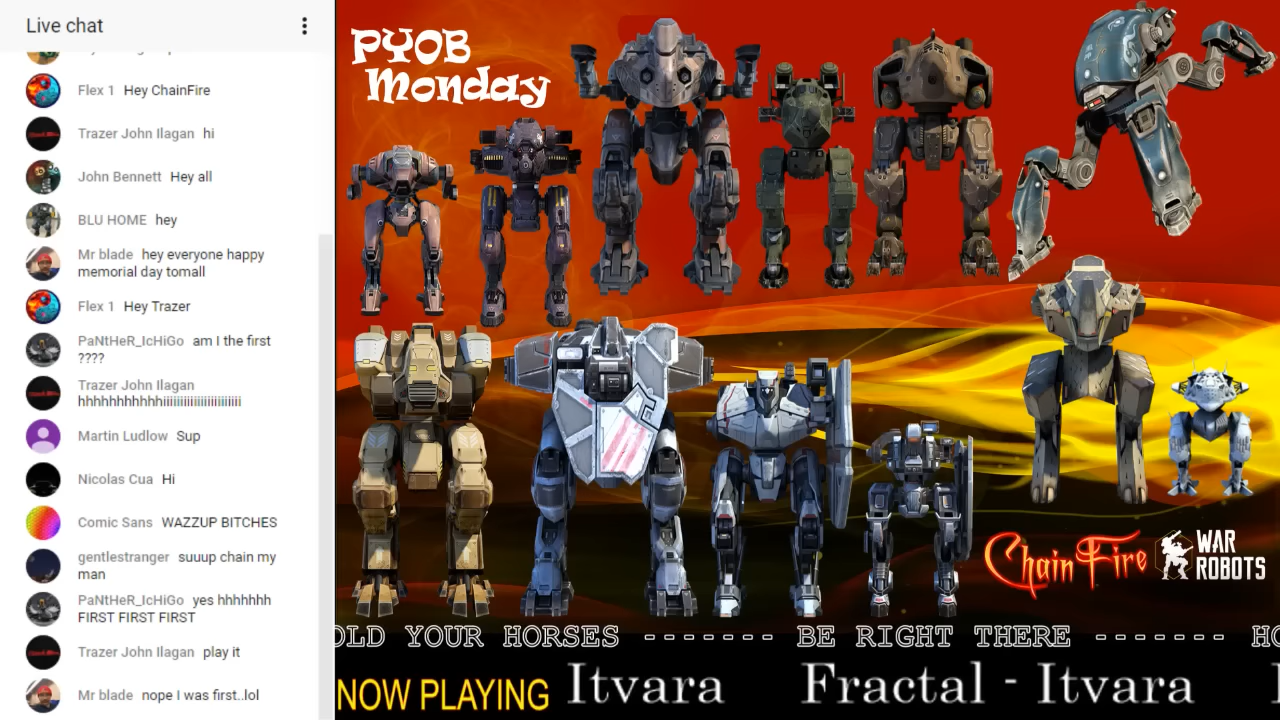 Live chat
Flex 1 Hey ChainFire
Trazer John Ilagan hi
John Bennett Hey all
BLU HOME hey
Mr blade hey everyone happy
memorial day tomall
Flex 1 Hey Trazer
PaNtHeR_IcHiGo am I the first
????
Trazer John Ilagan
hhhhhhhhhhhiiiiiiiiiiiiiiiiiiiiiiii
Martin Ludlow Sup
Nicolas Cua Hi
Comic Sans WAZZUP BITCHES
gentlestranger suuup chain my
man
PaNtHeR_IcHiGo yes hhhhhhh
FIRST FIRST FIRST
Trazer John Ilagan play it
Mr blade nope I was first..lol
PYOB
Monday
ChainFire
WAR
ROBOTS
OLD YOUR HORSES ------- BE RIGHT THERE ------- HO
NOW PLAYING Itvara Fractal - Itvara